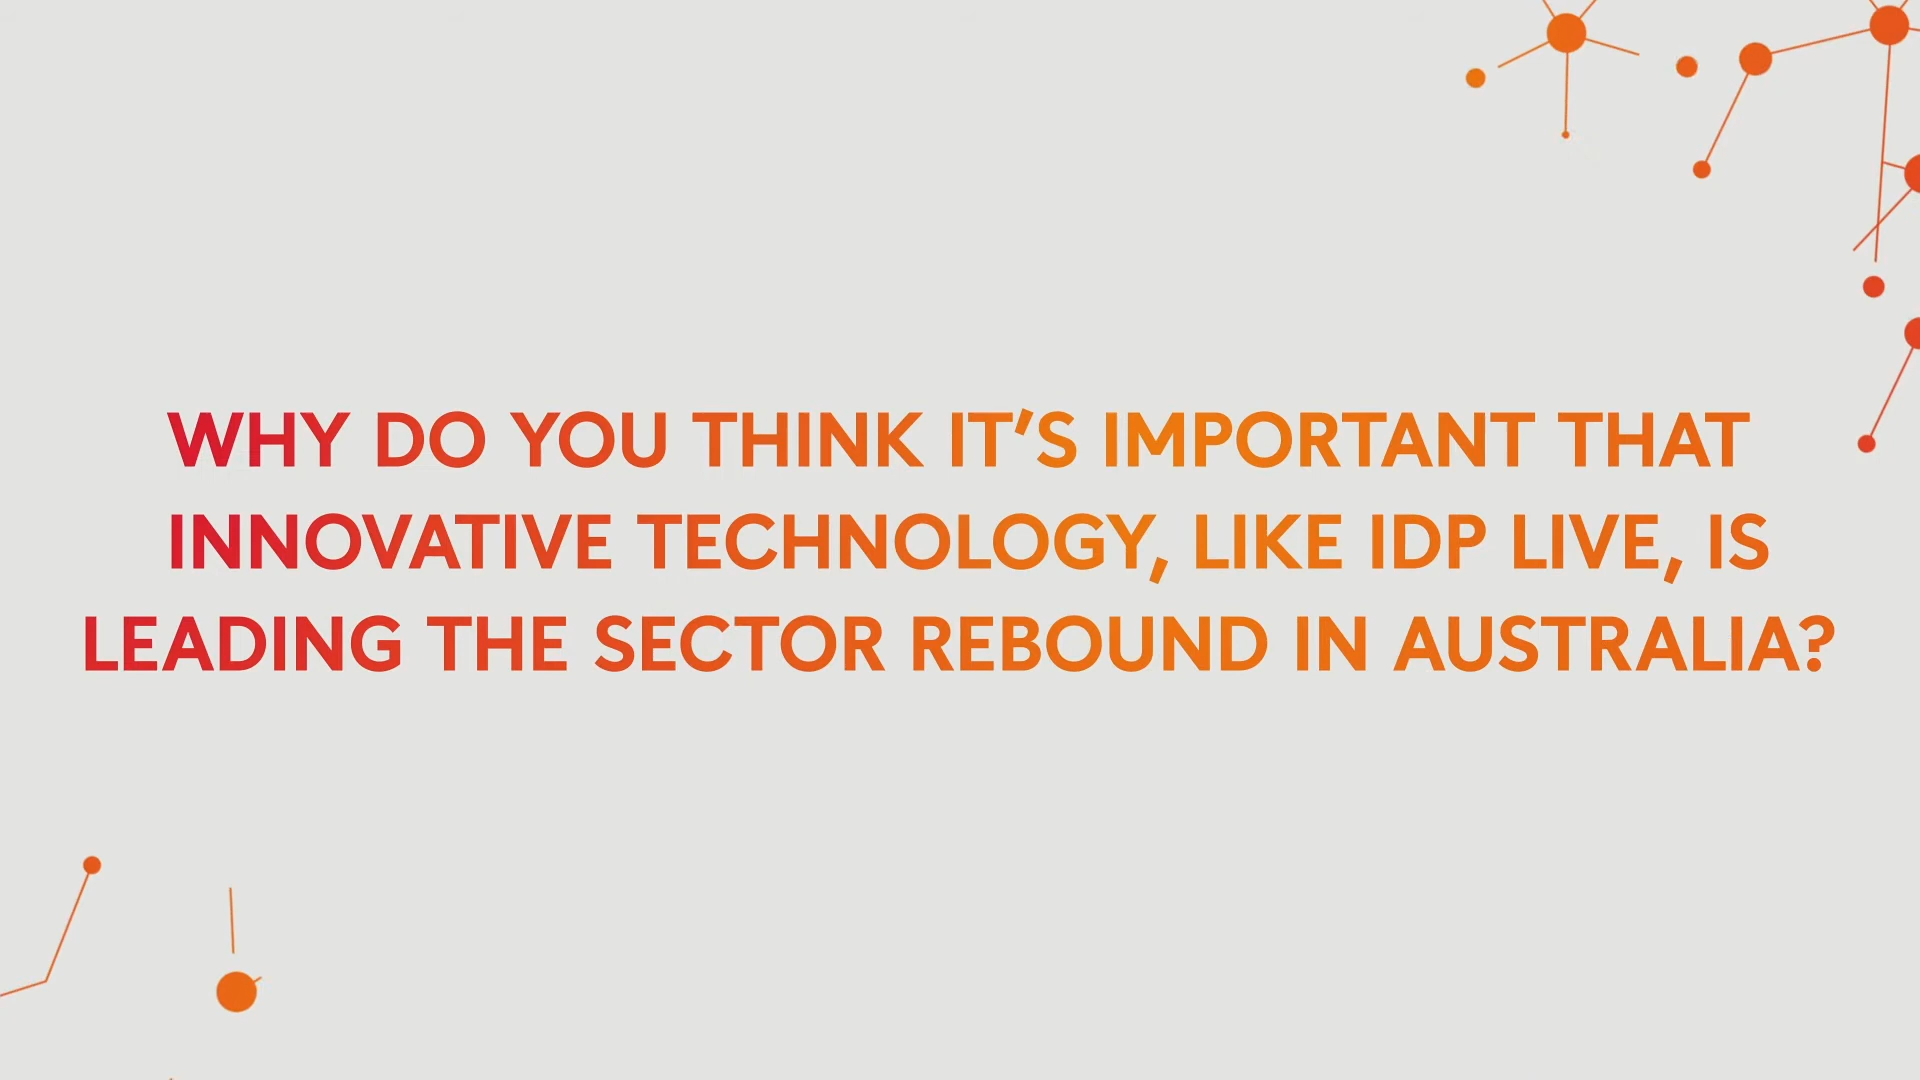 WHY DO YOU THINK IT’S IMPORTANT THAT
INNOVATIVE TECHNOLOGY, LIKE IDP LIVE, IS
LEADING THE SECTOR REBOUND IN AUSTRALIA?